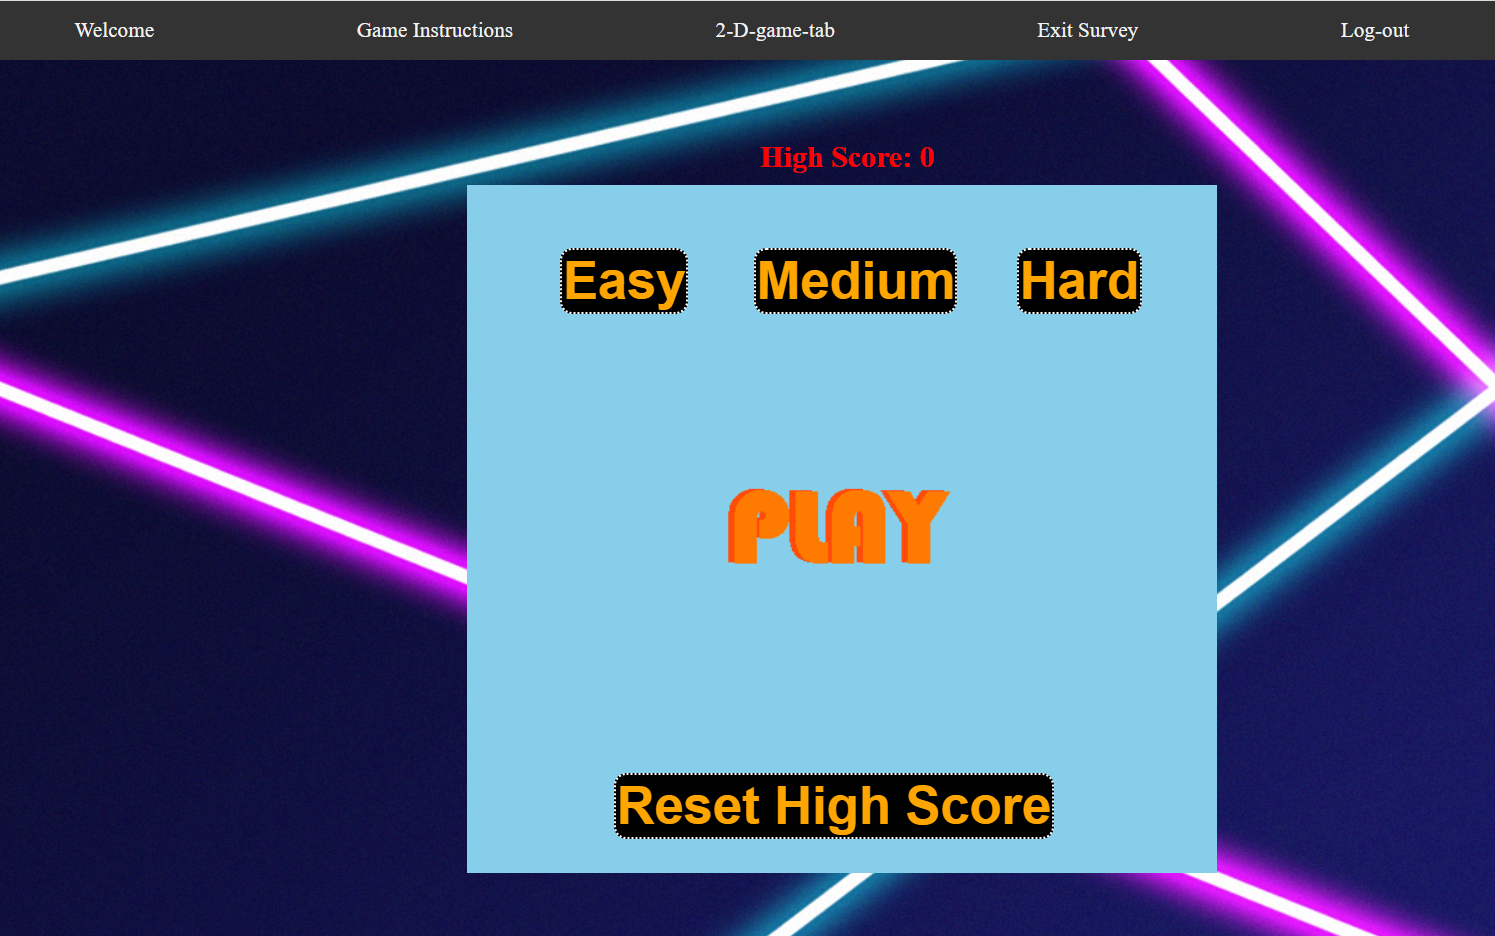 Welcome Game Instructions 2-D-game-tab Exit Survey Log-out
High Score: 0
Easy Medium Hard
PLAY
Reset High Score